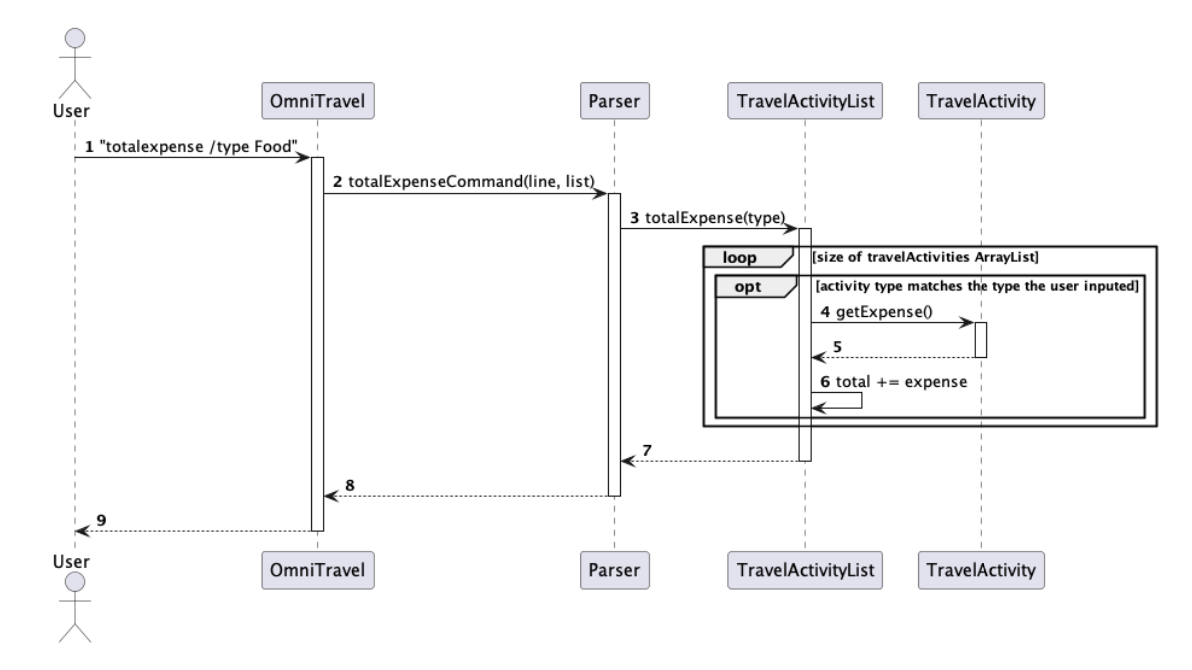 User
OmniTravel
Parser
TravelActivityList
TravelActivity
1 "totalexpense /type Food"
2 totalExpenseCommand(line, list)
3 totalExpense(type)
loop [size of travelActivities ArrayList]
opt [activity type matches the type the user inputed]
4 getExpense()
5
6 total += expense
7
8
9
User
OmniTravel
Parser
TravelActivityList
TravelActivity